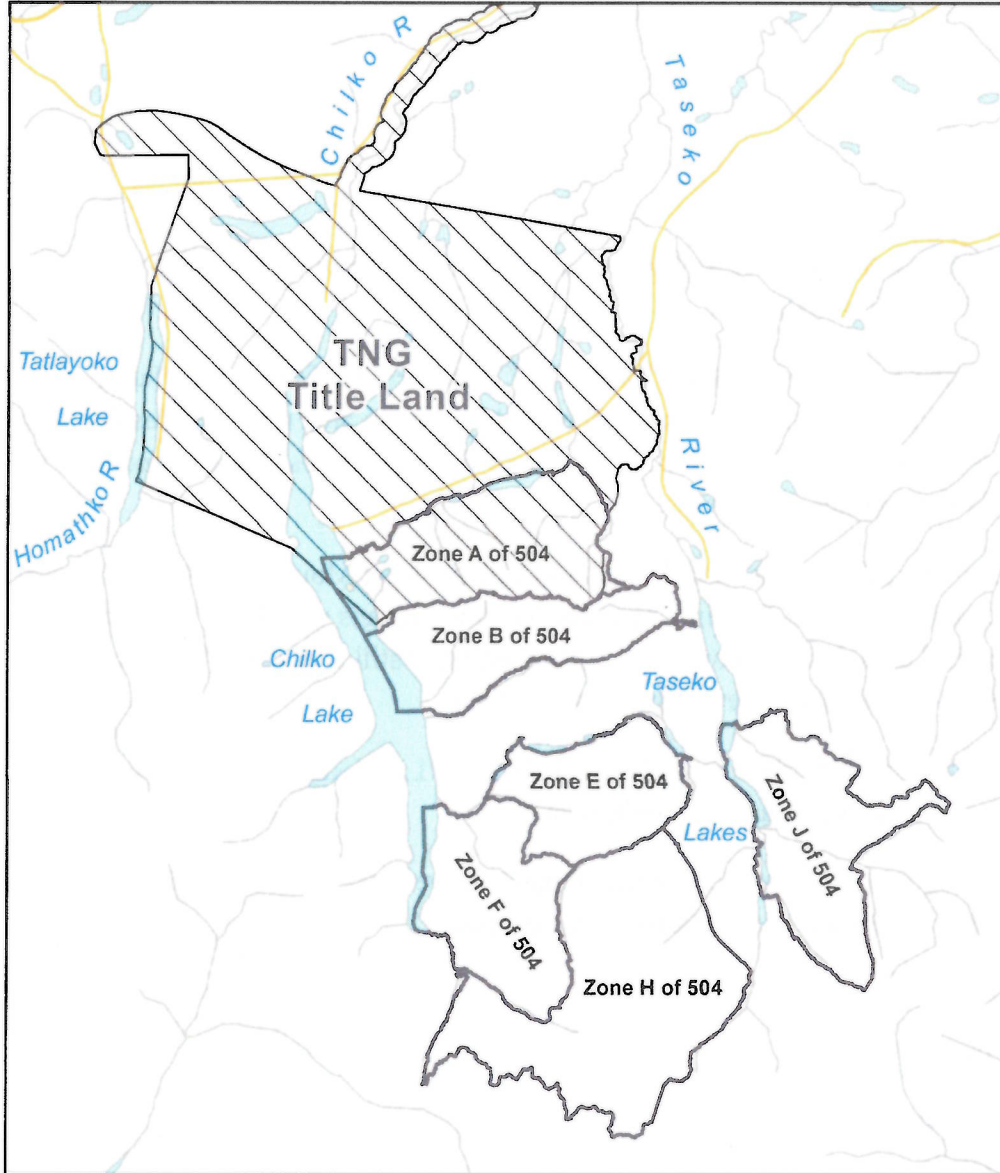 Chilko R
Taseko
TNG
Title Land
Tatlayoko
Lake
River
Homathko R
Zone A of 504
Zone B of 504
Chilko
Lake
Taseko
Zone E of 504
Zone J of 504
Lakes
Zone F of 504
Zone H of 504